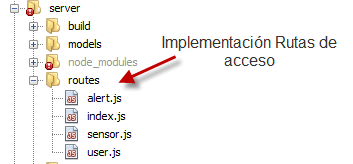 server
build
models
node_modules
routes
alert.js
index.js
sensor.js
user.js
Implementación Rutas de
acceso